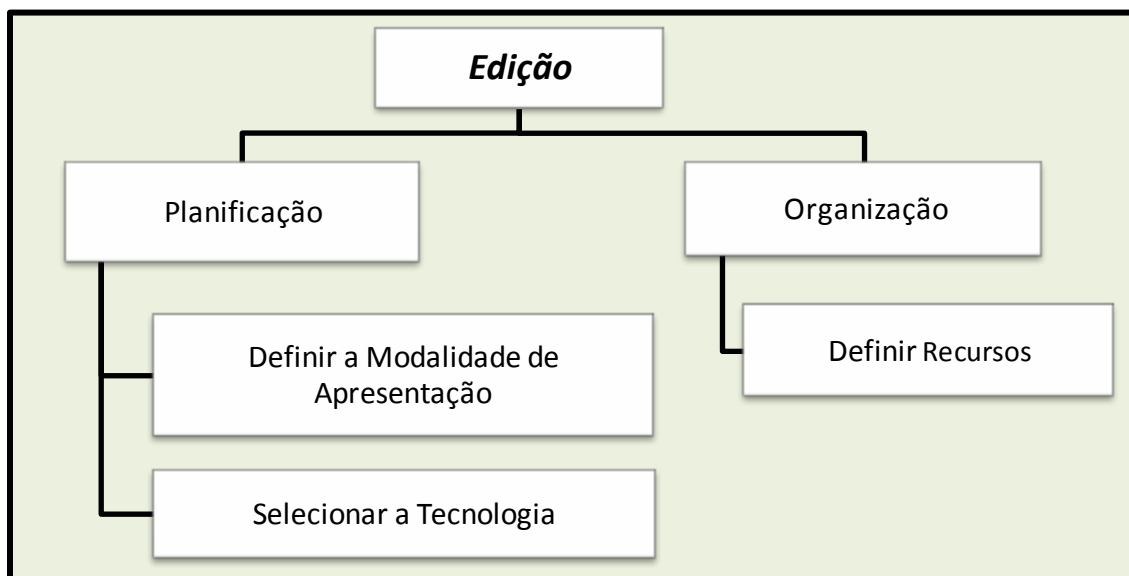 Edição
Planificação
Organização
Definir a Modalidade de
Apresentação
Definir Recursos
Selecionar a Tecnologia